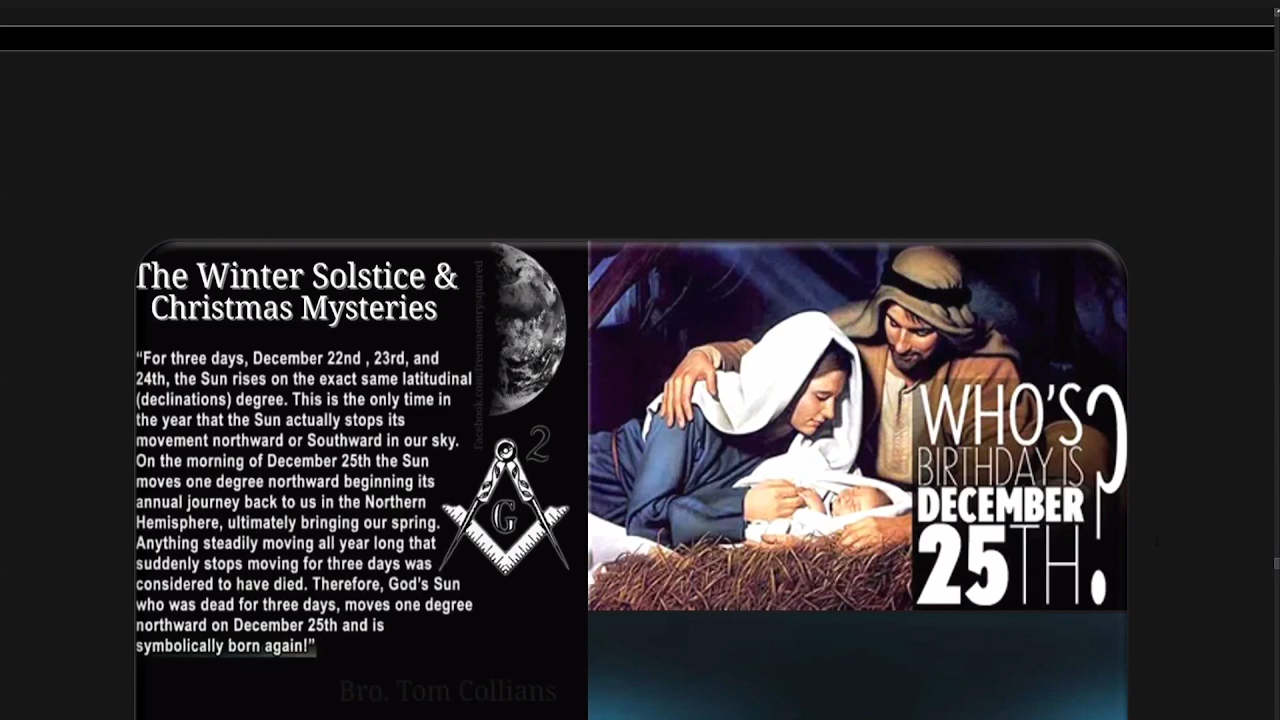 The Winter Solstice &
Christmas Mysteries
“For three days, December 22nd , 23rd, and
24th, the Sun rises on the exact same latitudinal
(declinations) degree. This is the only time in
the year that the Sun actually stops its
movement northward or Southward in our sky.
On the morning of December 25th the Sun
moves one degree northward beginning its
annual journey back to us in the Northern
Hemisphere, ultimately bringing our spring.
Anything steadily moving all year long that
suddenly stops moving for three days was
considered to have died. Therefore, God’s Sun
who was dead for three days, moves one degree
northward on December 25th and is
symbolically born again!”
Bro. Tom Collians
Facebook.com/freemasonrysquared
2
G
WHO’S
BIRTHDAY IS
DECEMBER
25TH?